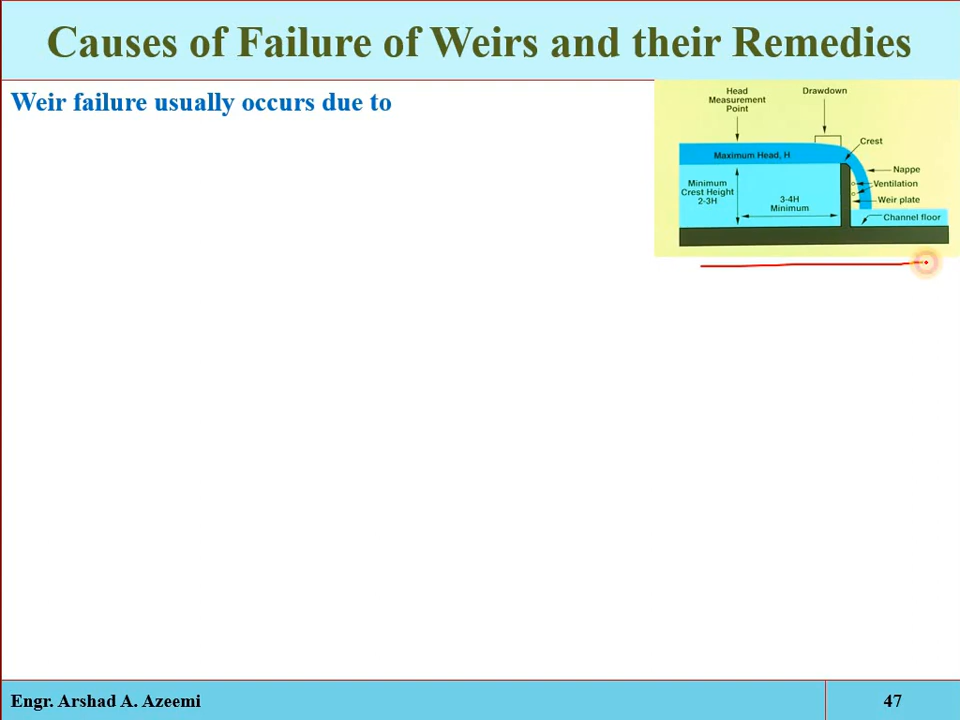 Causes of Failure of Weirs and their Remedies
Weir failure usually occurs due to
Head
Measurement
Point
Drawdown
Crest
Maximum Head, H
Nappe
Minimum
Crest Height
2-3H
Ventilation
3-4H
Minimum
Weir plate
Channel floor
Engr. Arshad A. Azeemi
47